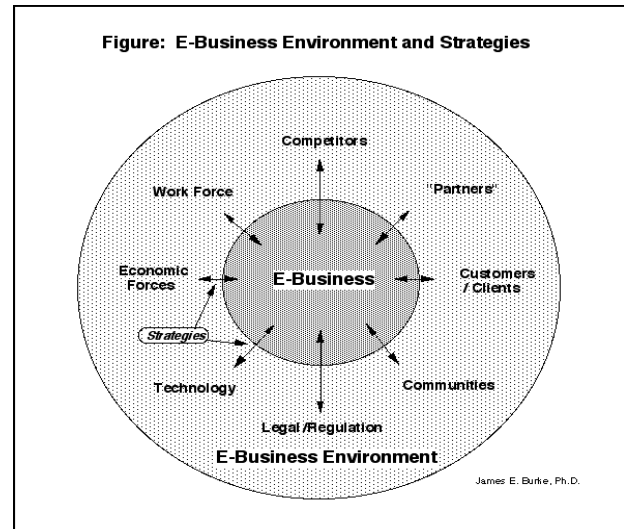 Figure: E-Business Environment and Strategies
Competitors
Work Force
"Partners"
Economic
Forces
E-Business
Customers
/ Clients
Strategies
Technology
Communities
Legal/Regulation
E-Business Environment
James E. Burke, Ph.D.